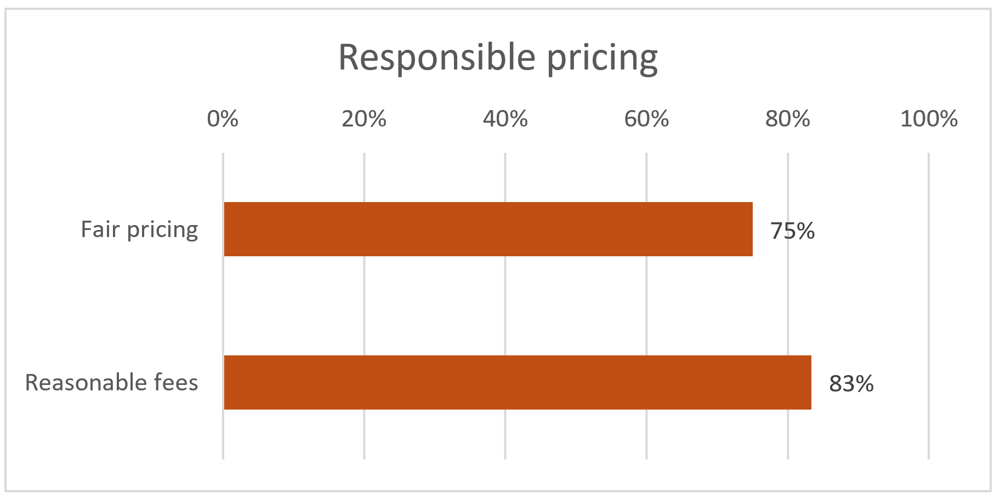 Responsible pricing
0% 20% 40% 60% 80% 100%
Fair pricing 75%
Reasonable fees 83%